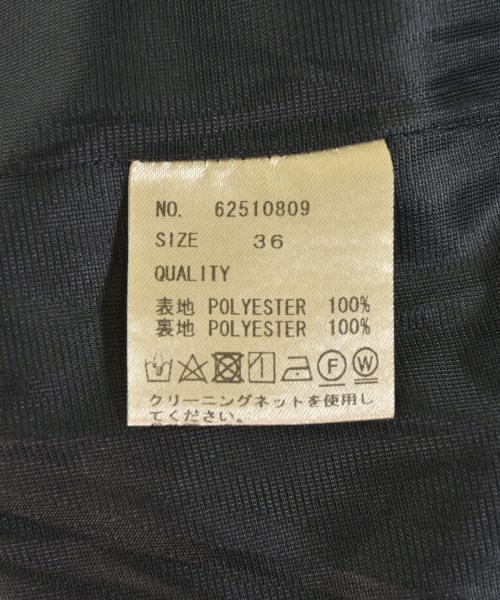 NO. 62510809
SIZE 36
QUALITY
表地 POLYESTER 100%
裏地 POLYESTER 100%
F W
クリーニングネットを使用し
てください。